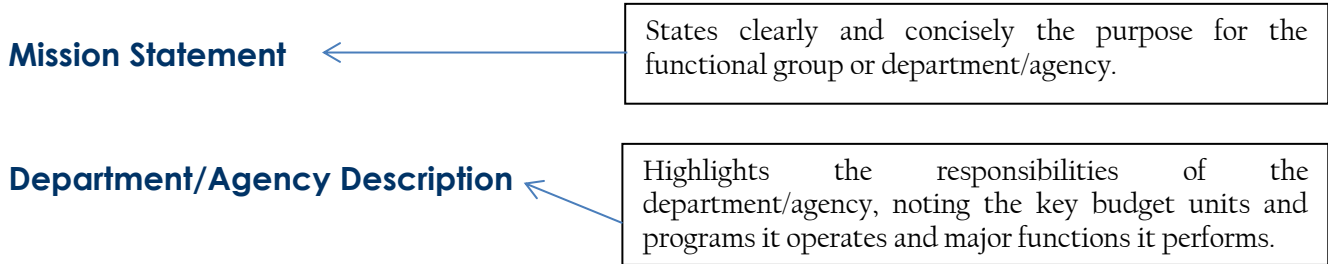 Mission Statement
States clearly and concisely the purpose for the
functional group or department/agency.
Department/Agency Description
Highlights the responsibilities of the
department/agency, noting the key budget units and
programs it operates and major functions it performs.